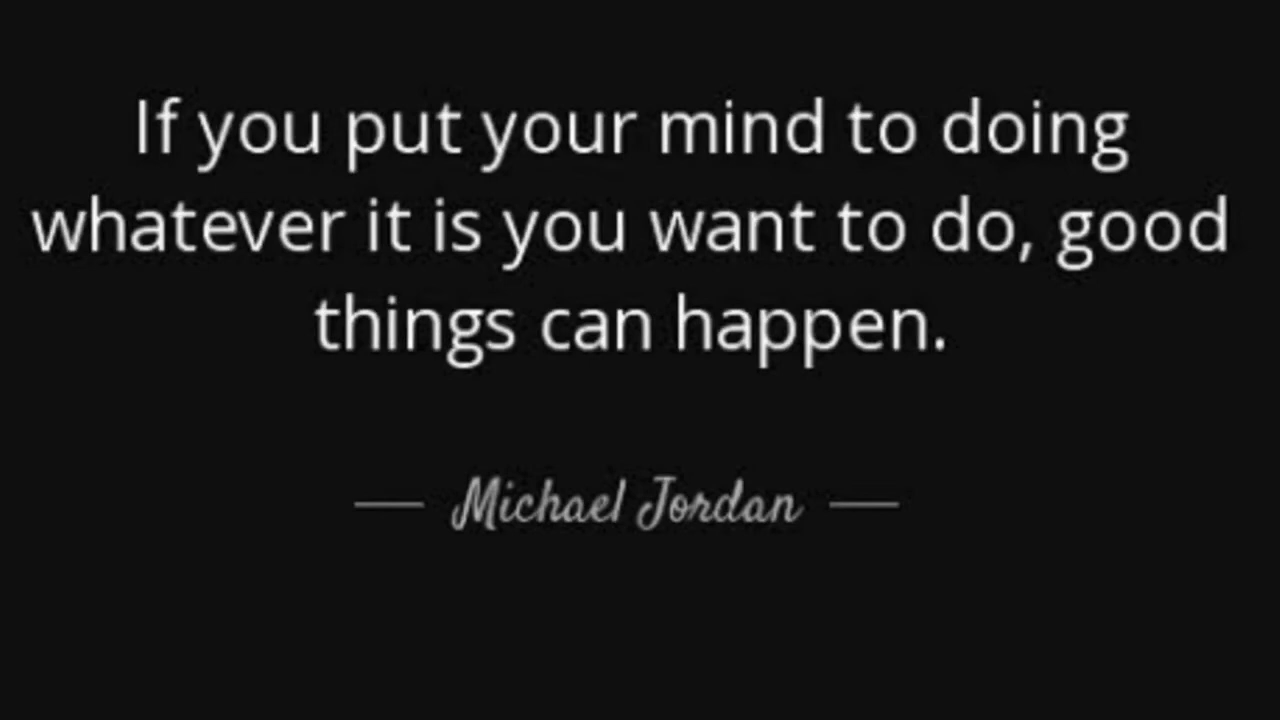 If you put your mind to doing
whatever it is you want to do, good
things can happen.
Michael Jordan